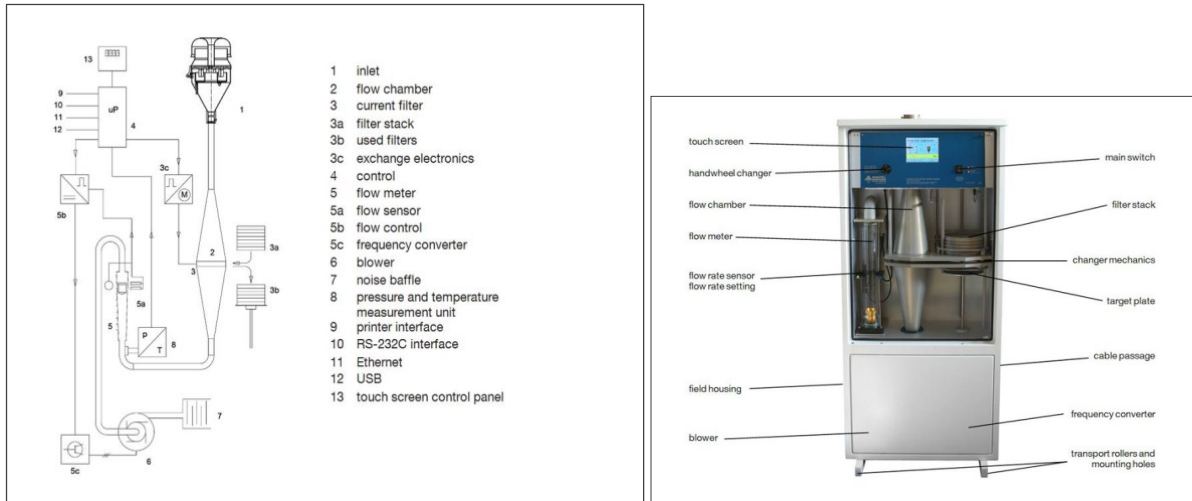 13
9
10
11
12
uP
4
1
3c
M
5b
2
3
3a
3b
5a
5
P
T
8
7
6
5c
1 inlet
2 flow chamber
3 current filter
3a filter stack
3b used filters
3c exchange electronics
4 control
5 flow meter
5a flow sensor
5b flow control
5c frequency converter
6 blower
7 noise baffle
8 pressure and temperature
measurement unit
9 printer interface
10 RS-232C interface
11 Ethernet
12 USB
13 touch screen control panel
touch screen
handwheel changer
flow chamber
flow meter
flow rate sensor
flow rate setting
field housing
blower
main switch
filter stack
changer mechanics
target plate
cable passage
frequency converter
transport rollers and
mounting holes